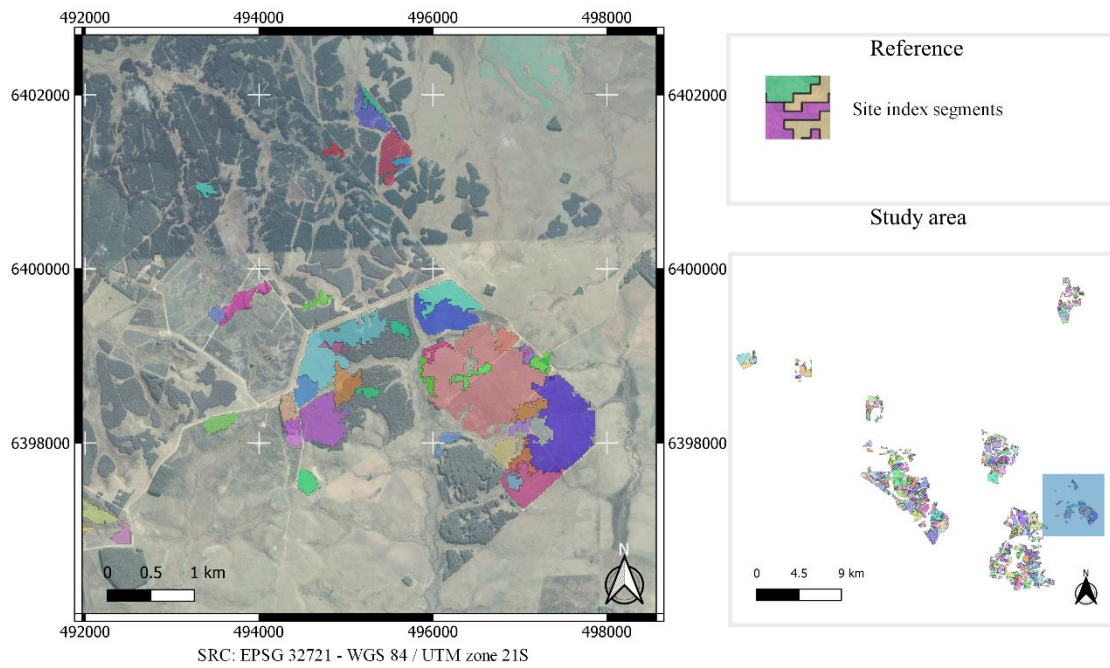 492000 494000 496000 498000
Reference
Site index segments
6402000 6402000
Study area
6400000 6400000
6398000 6398000
0 0.5 1 km
N
0 4.5 9 km
N
492000 494000 496000 498000
SRC: EPSG 32721 - WGS 84 / UTM zone 21S